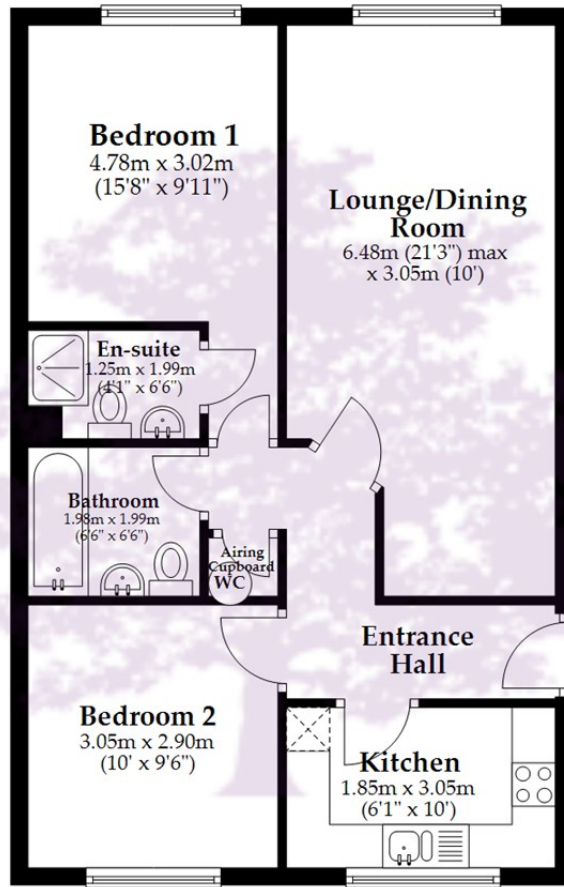 Bedroom 1
4.78m x 3.02m
(15'8" x 9'11")
Lounge/Dining
Room
6.48m (21'3") max
x 3.05m (10')
En-suite
1.25m x 1.99m
(4'1" x 6'6")
Bathroom
1.98m x 1.99m
(6'6" x 6'6")
Airing
Cupboard
WC
Entrance
Hall
Bedroom 2
3.05m x 2.90m
(10' x 9'6")
Kitchen
1.85m x 3.05m
(6'1" x 10')